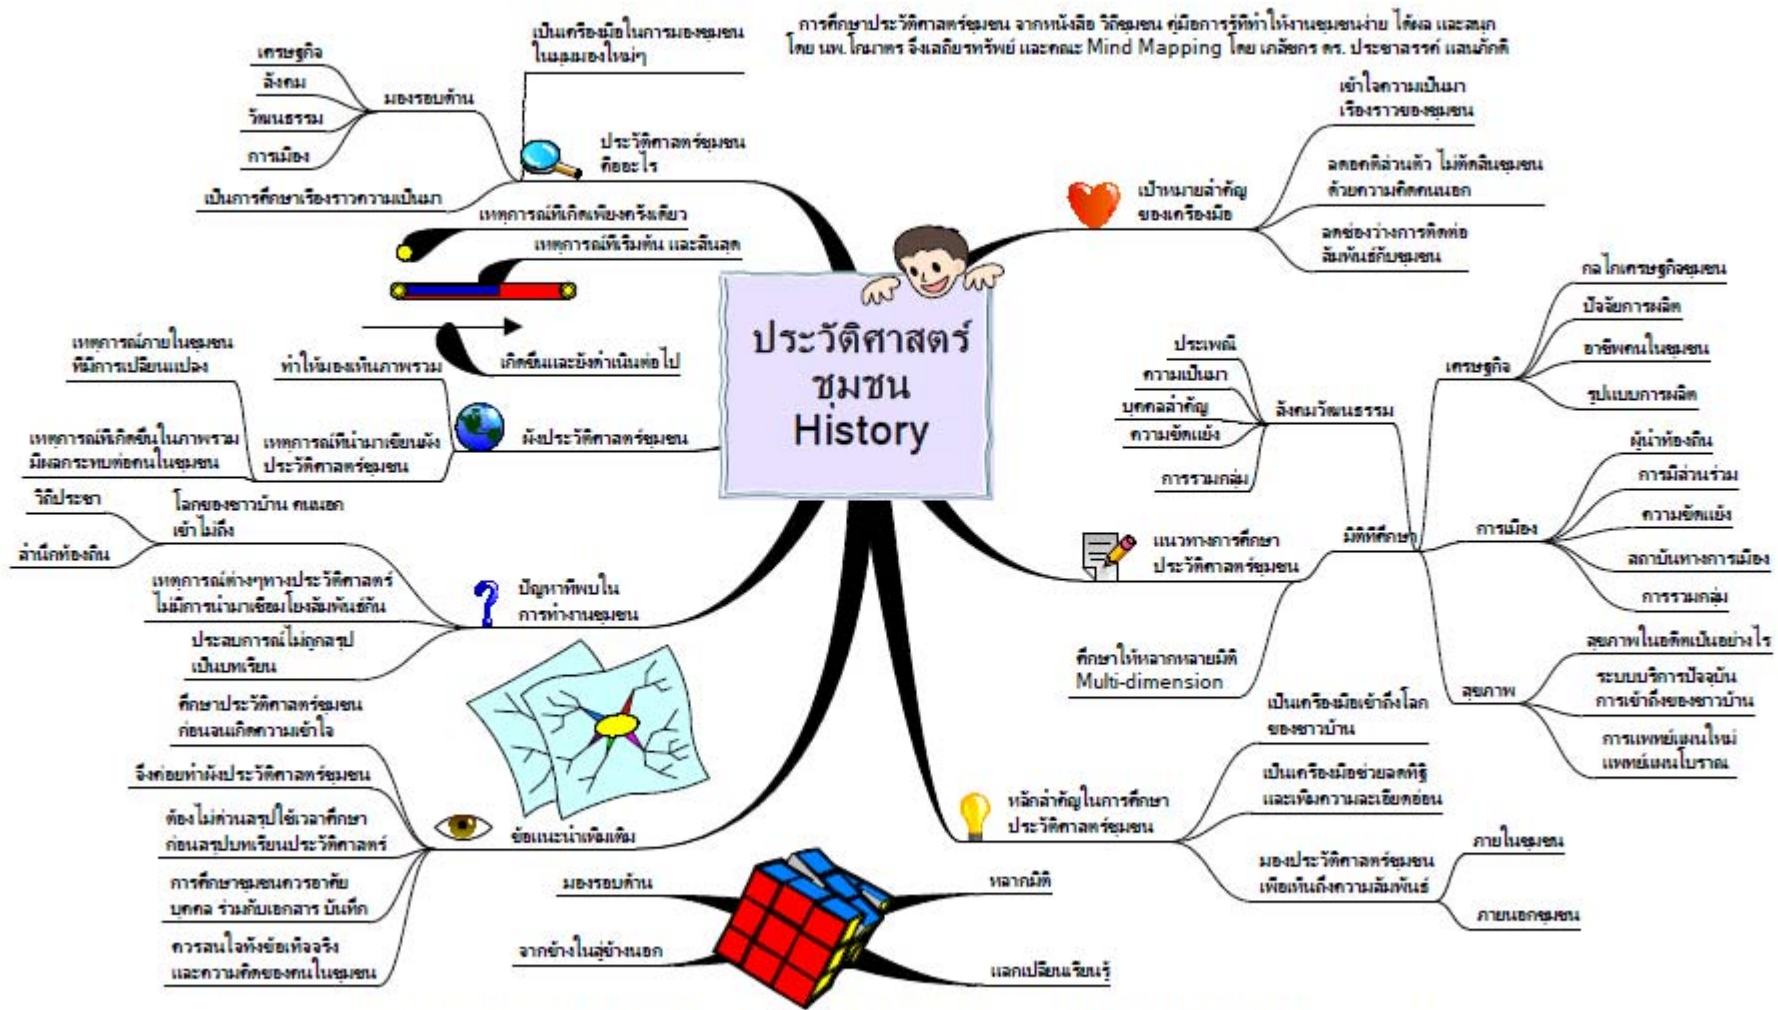 การศึกษาประวัติศาสตร์ชุมชน จากหนังสือ วิถีชุมชน คู่มือการรู้ที่ทำให้งานชุมชนง่าย ได้ผล และสนุก
โดย นพ.โกมาตร จึงเสถียรทรัพย์ และคณะ Mind Mapping โดย เภสัชกร ดร. ประชาสรรค์ แสนภักดี
ประวัติศาสตร์
ชุมชน
History
ประวัติศาสตร์ชุมชน
คืออะไร
เป็นเครื่องมือในการมองชุมชน
ในมุมมองใหม่ๆ
มองรอบด้าน
เศรษฐกิจ
สังคม
วัฒนธรรม
การเมือง
เป็นการศึกษาเรื่องราวความเป็นมา
เหตุการณ์ที่เกิดเพียงครั้งเดียว
เหตุการณ์ที่เริ่มต้น และสิ้นสุด
เกิดขึ้นและยังดำเนินต่อไป
ผังประวัติศาสตร์ชุมชน
ทำให้มองเห็นภาพรวม
เหตุการณ์ที่นำมาเขียนผัง
ประวัติศาสตร์ชุมชน
เหตุการณ์ภายในชุมชน
ที่มีการเปลี่ยนแปลง
เหตุการณ์ที่เกิดขึ้นในภาพรวม
มีผลกระทบต่อคนในชุมชน
ปัญหาที่พบใน
การทำงานชุมชน
โลกของชาวบ้าน คนนอก
เข้าไม่ถึง
วิถีประชา
สำนึกท้องถิ่น
เหตุการณ์ต่างๆทางประวัติศาสตร์
ไม่มีการนำมาเชื่อมโยงสัมพันธ์กัน
ประสบการณ์ไม่ถูกสรุป
เป็นบทเรียน
ข้อแนะนำเพิ่มเติม
ศึกษาประวัติศาสตร์ชุมชน
ก่อนจนเกิดความเข้าใจ
จึงค่อยทำผังประวัติศาสตร์ชุมชน
ต้องไม่ด่วนสรุปใช้เวลาศึกษา
ก่อนสรุปบทเรียนประวัติศาสตร์
การศึกษาชุมชนควรอาศัย
บุคคล ร่วมกับเอกสาร บันทึก
ควรสนใจทั้งข้อเท็จจริง
และความคิดของคนในชุมชน
เป้าหมายสำคัญ
ของเครื่องมือ
เข้าใจความเป็นมา
เรื่องราวของชุมชน
ลดอคติส่วนตัว ไม่ตัดสินชุมชน
ด้วยความคิดคนนอก
ลดช่องว่างการติดต่อ
สัมพันธ์กับชุมชน
แนวทางการศึกษา
ประวัติศาสตร์ชุมชน
มิติที่ศึกษา
สังคมวัฒนธรรม
ประเพณี
ความเป็นมา
บุคคลสำคัญ
ความขัดแย้ง
การรวมกลุ่ม
เศรษฐกิจ
กลไกเศรษฐกิจชุมชน
ปัจจัยการผลิต
อาชีพคนในชุมชน
รูปแบบการผลิต
การเมือง
ผู้นำท้องถิ่น
การมีส่วนร่วม
ความขัดแย้ง
สถาบันทางการเมือง
การรวมกลุ่ม
สุขภาพ
สุขภาพในอดีตเป็นอย่างไร
ระบบบริการปัจจุบัน
การเข้าถึงของชาวบ้าน
การแพทย์แผนใหม่
แพทย์แผนโบราณ
ศึกษาให้หลากหลายมิติ
Multi-dimension
หลักสำคัญในการศึกษา
ประวัติศาสตร์ชุมชน
เป็นเครื่องมือเข้าถึงโลก
ของชาวบ้าน
เป็นเครื่องมือช่วยลดทิฐิ
และเพิ่มความละเอียดอ่อน
มองประวัติศาสตร์ชุมชน
เพื่อเห็นถึงความสัมพันธ์
ภายในชุมชน
ภายนอกชุมชน
มองรอบด้าน
หลากมิติ
จากข้างในสู่ข้างนอก
แลกเปลี่ยนเรียนรู้